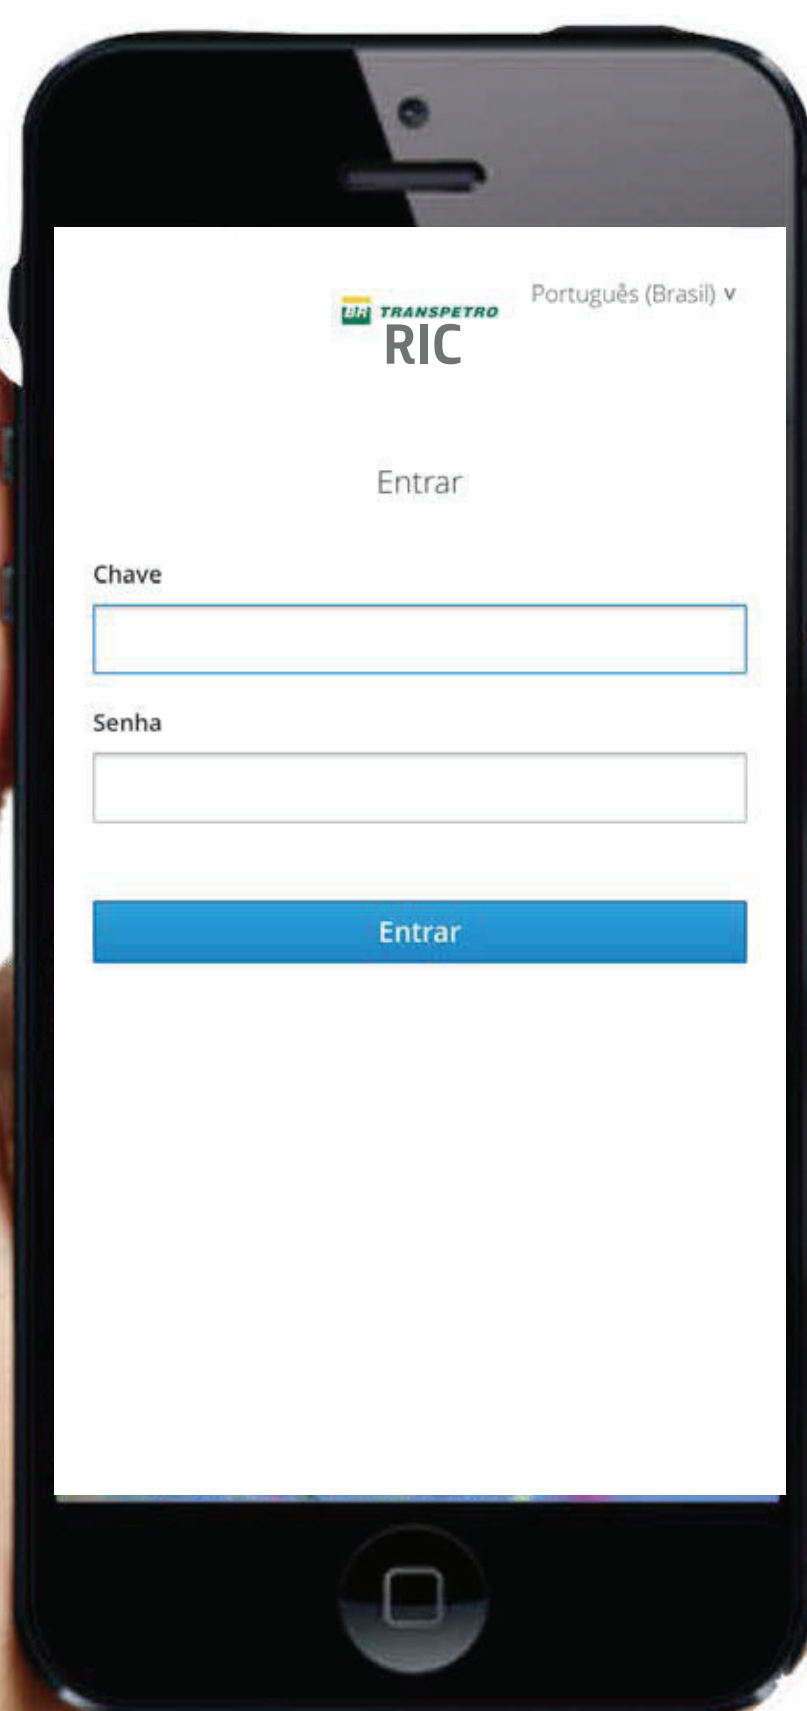 Português (Brasil) v
BR TRANSPETRO
RIC
Entrar
Chave
Senha
Entrar